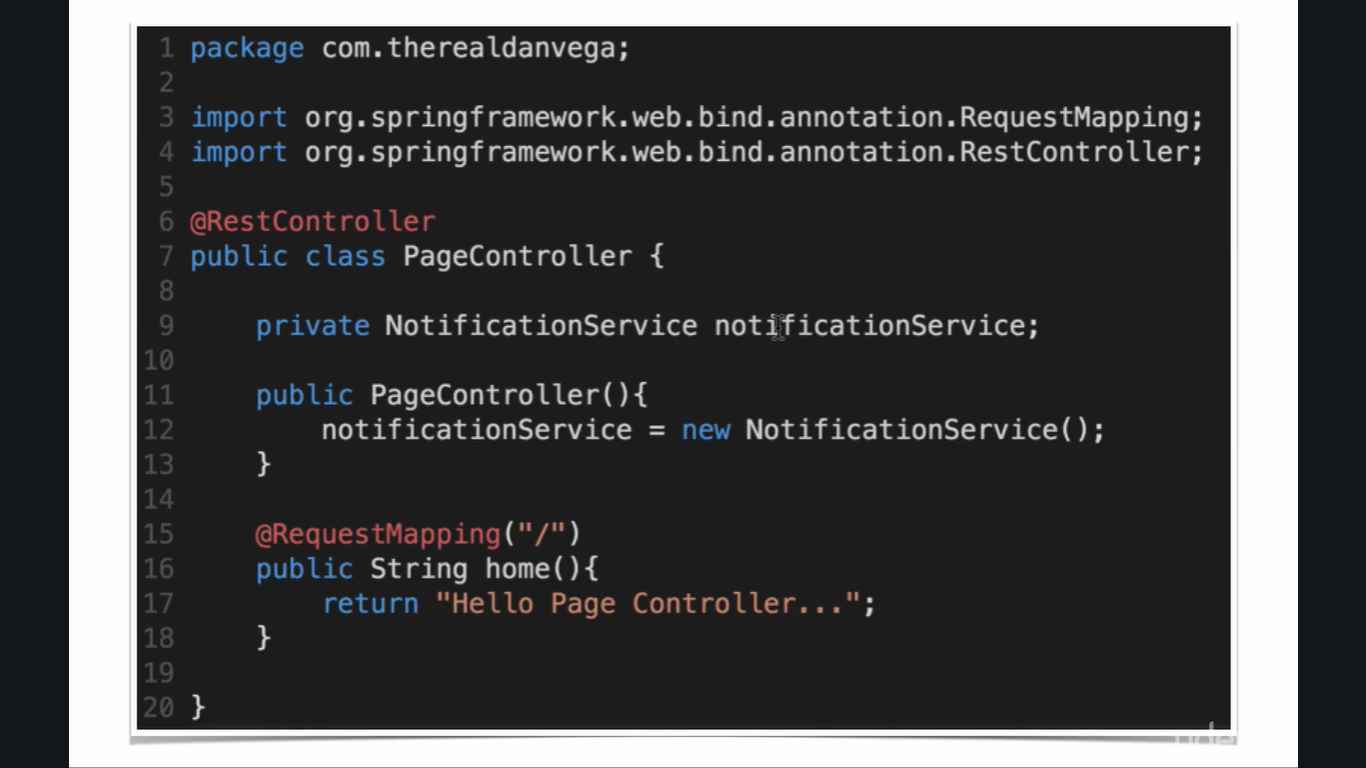 1 package com.therealdanvega;
2
3 import org.springframework.web.bind.annotation.RequestMapping;
4 import org.springframework.web.bind.annotation.RestController;
5
6 @RestController
7 public class PageController {
8
9     private NotificationService notificationService;
10
11     public PageController(){
12         notificationService = new NotificationService();
13     }
14
15     @RequestMapping("/")
16     public String home(){
17         return "Hello Page Controller...";
18     }
19
20 }